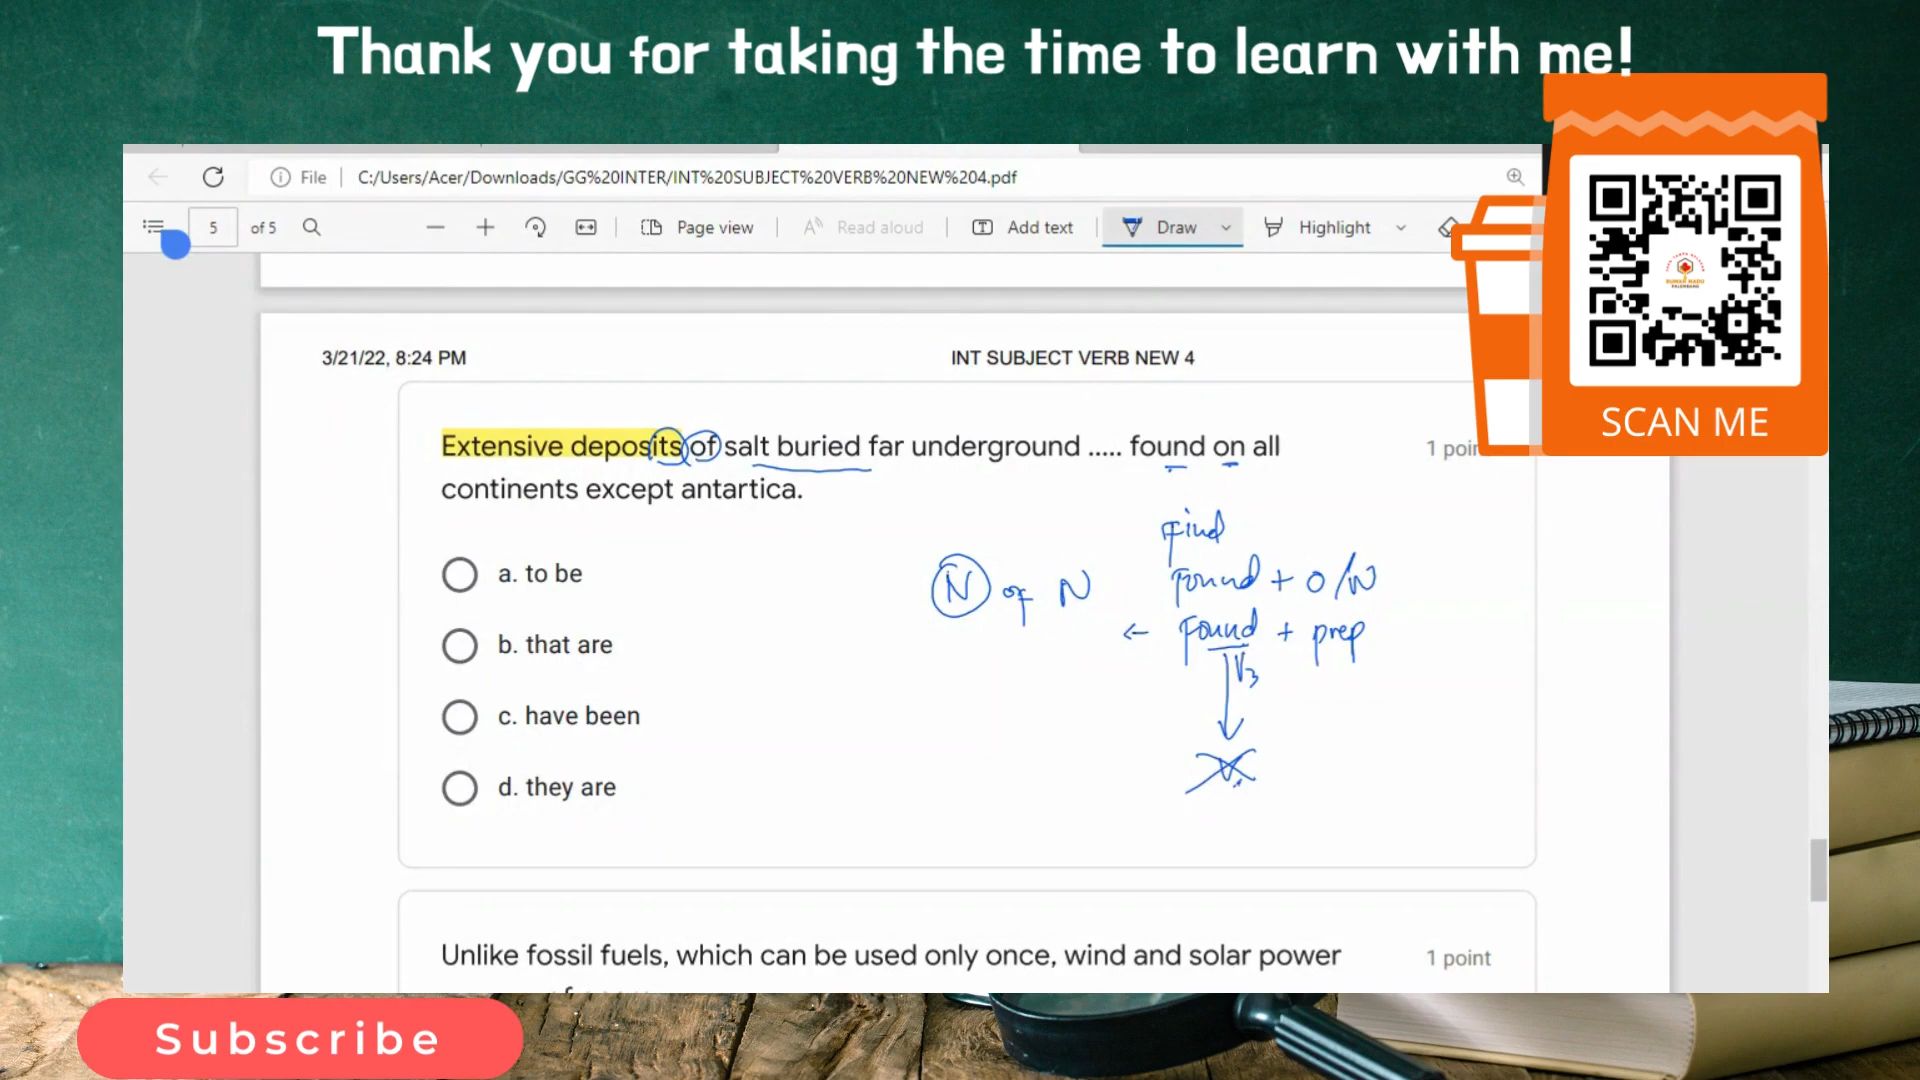 Thank you for taking the time to learn with me!
File
C:/Users/Acer/Downloads/GG%20INTER/INT%20SUBJECT%20VERB%20NEW%204.pdf
5 of 5
Page view
Read aloud
Add text
Draw
Highlight
SCAN ME
3/21/22, 8:24 PM
INT SUBJECT VERB NEW 4
Extensive deposits of salt buried far underground ..... found on all
1 poin
continents except antartica.
a. to be
b. that are
c. have been
d. they are
Find
N of N
Found + O/N
← Found + prep
V3
V
Unlike fossil fuels, which can be used only once, wind and solar power
1 point
Subscribe